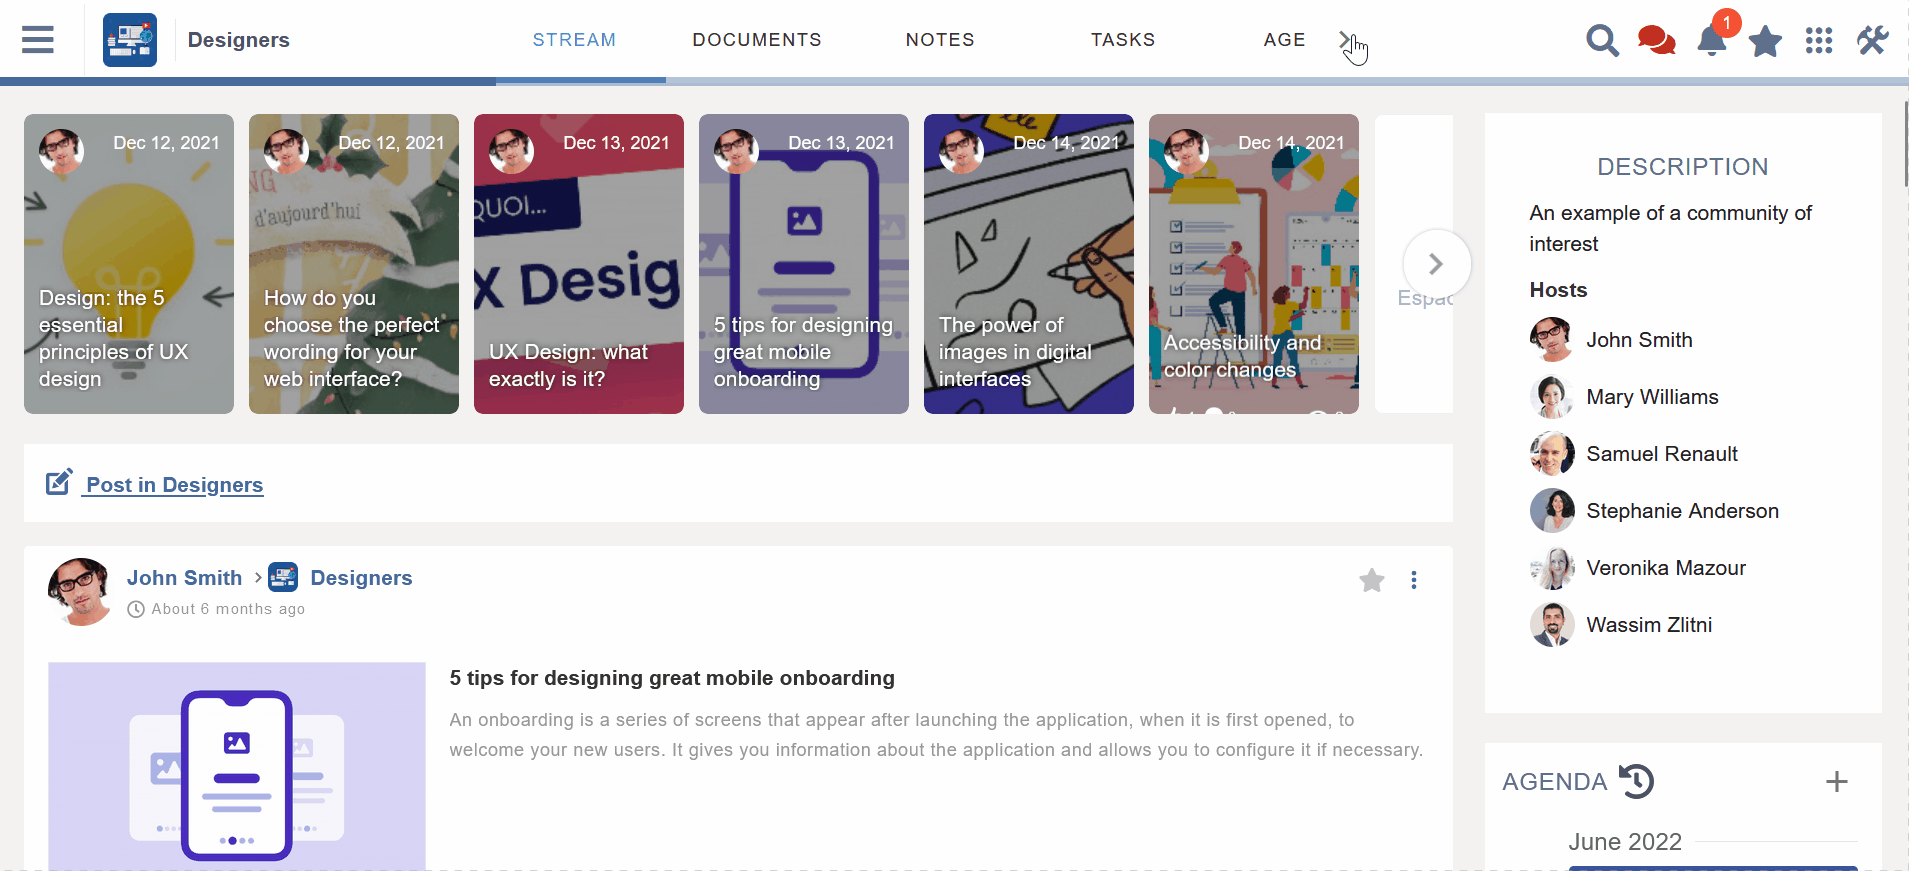 Designers
STREAM
DOCUMENTS
NOTES
TASKS
AGE
1
Dec 12, 2021
Design: the 5
essential
principles of UX
design
Dec 12, 2021
NG
d'aujourd'hui
How do you
choose the perfect
wording for your
web interface?
Dec 13, 2021
QUOI...
X Desig
UX Design: what
exactly is it?
Dec 13, 2021
5 tips for designing
great mobile
onboarding
Dec 14, 2021
The power of
images in digital
interfaces
Dec 14, 2021
Accessibility and
color changes
Espac
Post in Designers
John Smith > Designers
About 6 months ago
5 tips for designing great mobile onboarding
An onboarding is a series of screens that appear after launching the application, when it is first opened, to
welcome your new users. It gives you information about the application and allows you to configure it if necessary.
DESCRIPTION
An example of a community of
interest
Hosts
John Smith
Mary Williams
Samuel Renault
Stephanie Anderson
Veronika Mazour
Wassim Zlitni
AGENDA
June 2022